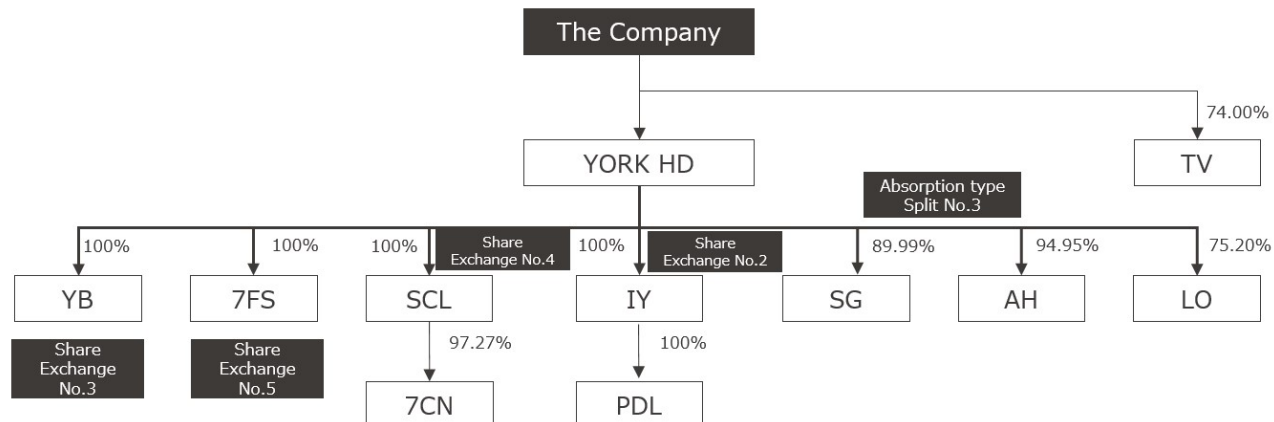 The Company
74.00%
YORK HD
TV
Absorption type
Split No.3
100%
100%
100%
Share
Exchange No.4
100%
Share
Exchange No.2
89.99%
94.95%
75.20%
YB
7FS
SCL
IY
SG
AH
LO
Share
Exchange
No.3
Share
Exchange
No.5
97.27%
100%
7CN
PDL